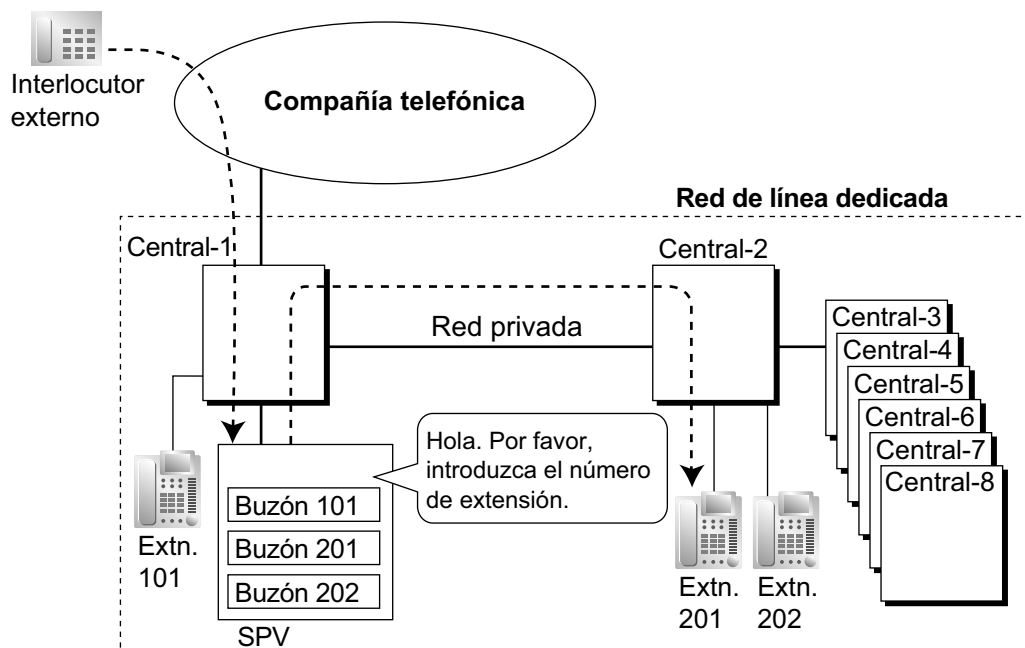 Interlocutor
externo
Compañía telefónica
Red de línea dedicada
Central-1
Central-2
Red privada
Central-3
Central-4
Central-5
Central-6
Central-7
Central-8
Hola. Por favor,
introduzca el número
de extensión.
Extn.
101
Buzón 101
Buzón 201
Buzón 202
SPV
Extn.
201
Extn.
202